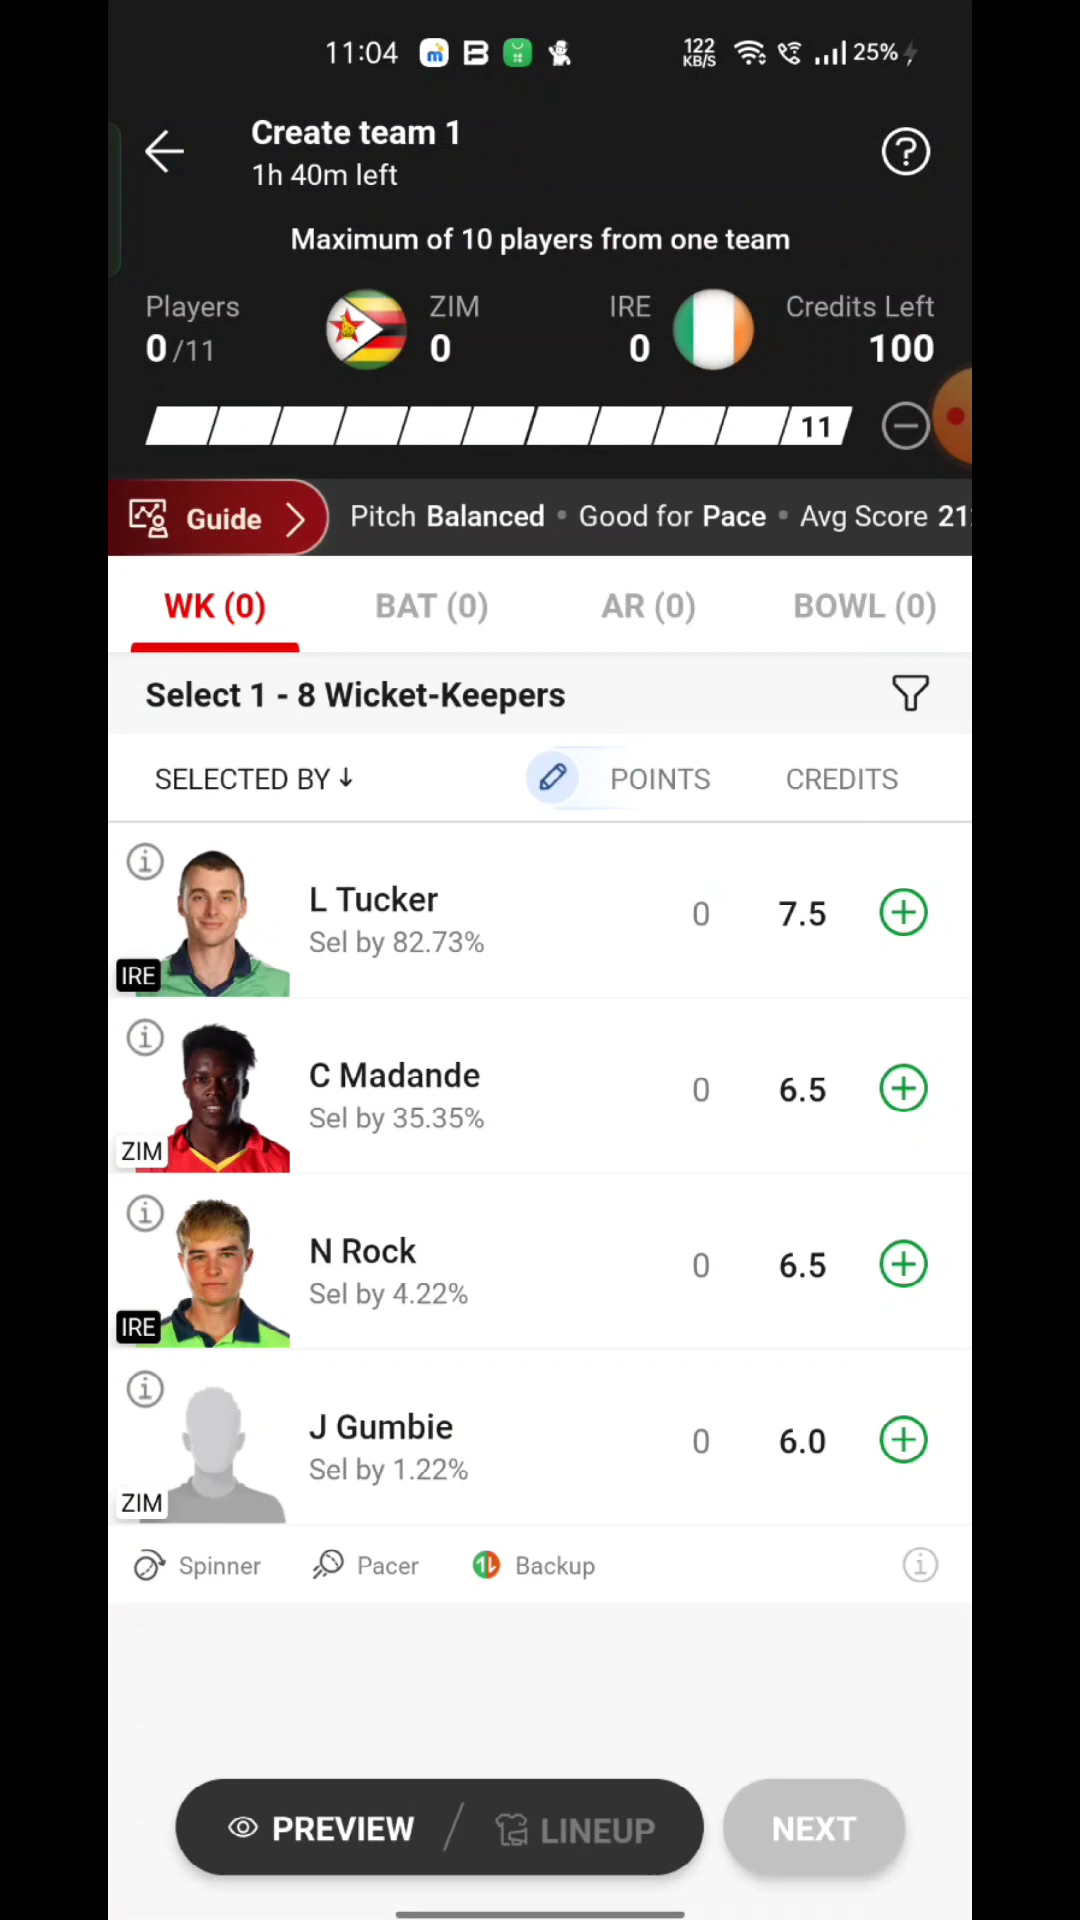 11:04
122 KB/S
25%
Create team 1
1h 40m left
Maximum of 10 players from one team
Players ZIM IRE Credits Left
0/11 0 0 100
11
Guide Pitch Balanced • Good for Pace • Avg Score 21
WK (0) BAT (0) AR (0) BOWL (0)
Select 1 - 8 Wicket-Keepers
SELECTED BY ↓ POINTS CREDITS
L Tucker 0 7.5
Sel by 82.73%
IRE
C Madande 0 6.5
Sel by 35.35%
ZIM
N Rock 0 6.5
Sel by 4.22%
IRE
J Gumbie 0 6.0
Sel by 1.22%
ZIM
Spinner Pacer Backup
PREVIEW / LINEUP NEXT